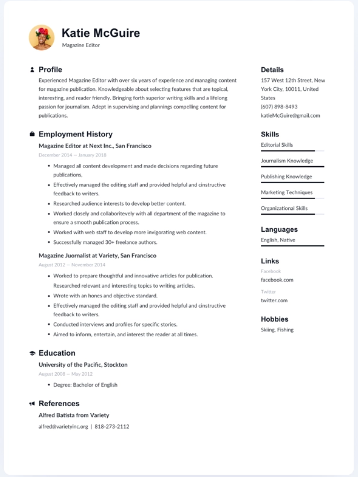 Katie McGuire
Magazine Editor
Profile
Experienced Magazine Editor with over six years of experience and managing content
for magazine publication. Knowledgeable about selecting features that are topical,
interesting, and reader friendly. Bringing forth superior writing skills and a lifelong
passion for journalism. Adept in supervising and planning compelling content for
publications.
Employment History
Magazine Editor at Next Inc., San Francisco
December 2014 – January 2018
• Managed all content development and made decisions regarding future
publications.
• Effectively managed the editing staff and provided helpful and constructive
feedback to writers.
• Researched audience interests to develop better content.
• Worked closely and collaboratively with all department of the magazine to
ensure a smooth publication process.
• Worked with web staff to develop more invigorating web content
• Successfully managed 30+ freelance authors.
Magazine Journalist at Variety, San Francisco
August 2012 – November 2014
• Worked to prepare thoughtful and innovative articles for publication.
Researched relevant and interesting topics to writing articles.
• Wrote with an honest and objective standard.
• Effectively managed the editing staff and provided helpful and constructive
feedback to writers.
• Conducted interviews and profiles for specific stories.
• Aimed to inform, entertain, and interest the reader at all times.
Education
University of the Pacific, Stockton
August 2008 – May 2012
• Degree: Bachelor of English
References
Alfred Batista from Variety
alfred@varietyinc.org | 818-273-2112
Details
157 West 12th Street, New
York City, 10011, United
States
(607) 898-8493
katieMcGuire@gmail.com
Skills
Editorial Skills
Journalism Knowledge
Publishing Knowledge
Marketing Techniques
Organizational Skills
Languages
English, Native
Links
Facebook
facebook.com
Twitter
twitter.com
Hobbies
Skiing, Fishing